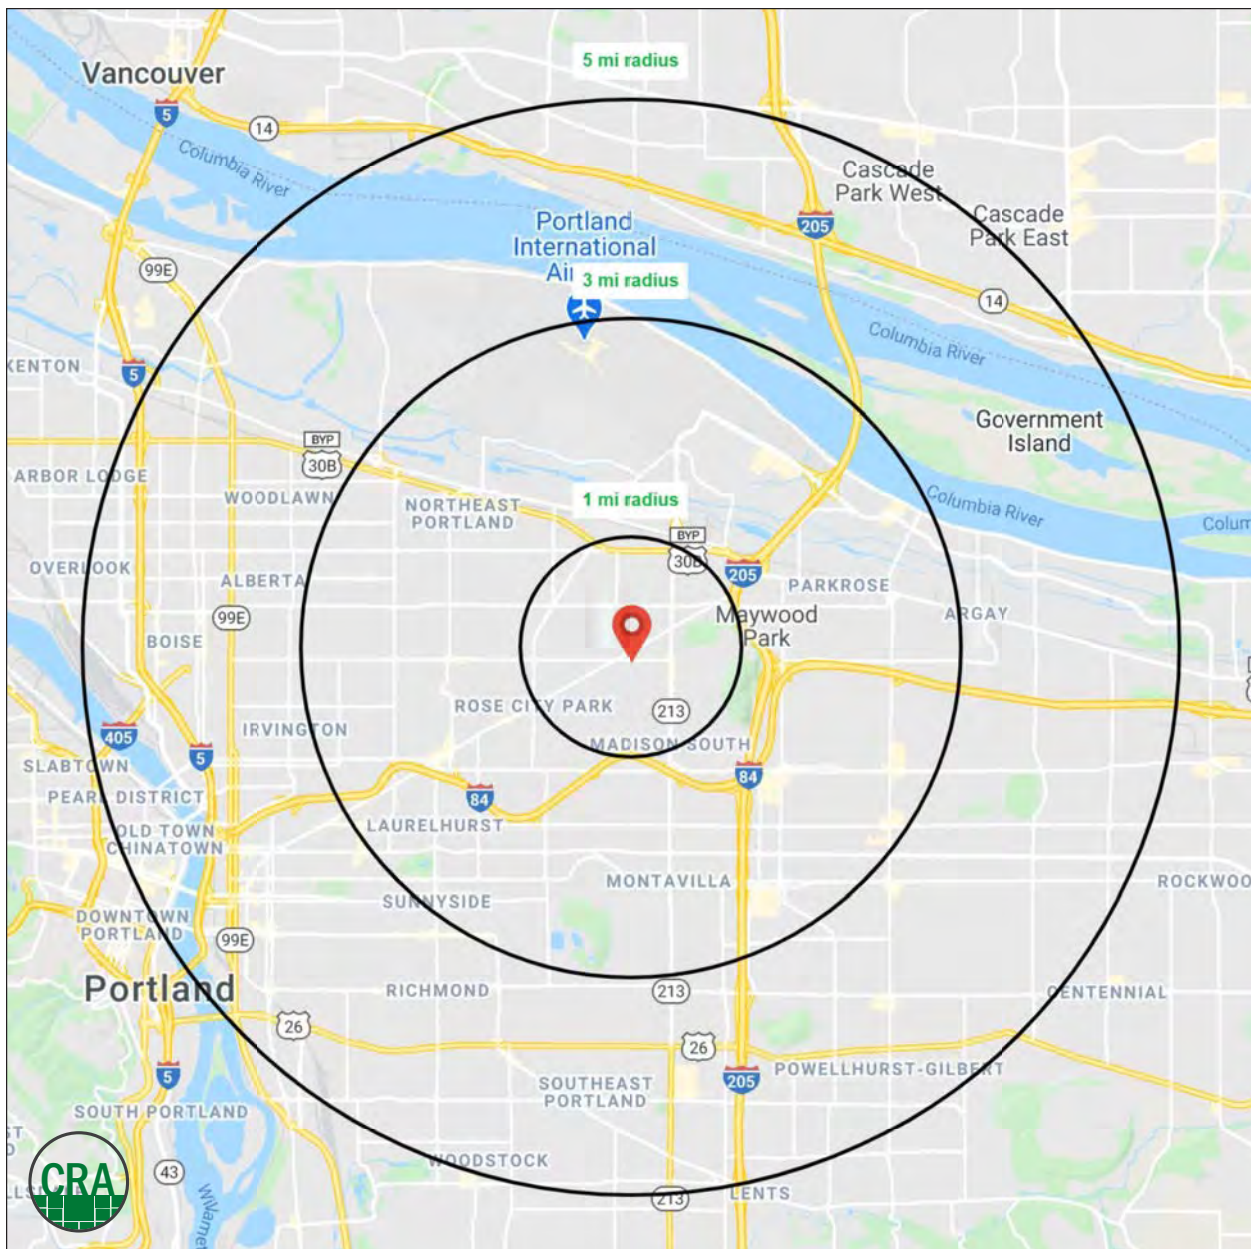 5 mi radius
Vancouver
5
14
Columbia River
Cascade
Park West
Portland
International
205
Cascade
Park East
99E
3 mi radius
14
Columbia River
KENTON
5
Government
Island
BYP
30B
ARBOR LODGE
WOODLAWN
1 mi radius
NORTHEAST
PORTLAND
Columbia River
BYP
30B
OVERLOOK
ALBERTA
205
PARKROSE
99E
Maywood
Park
ARGAY
BOISE
ROSE CITY PARK
213
405
IRVINGTON
MADISON SOUTH
5
SLABTOWN
84
PEARL DISTRICT
84
OLD TOWN
CHINATOWN
LAURELHURST
MONTAVILLA
ROCKWOO
SUNNYSIDE
DOWNTOWN
PORTLAND
99E
Portland
RICHMOND
213
CENTENNIAL
26
26
5
205
POWELLHURST-GILBERT
SOUTHEAST
PORTLAND
SOUTH PORTLAND
WOODSTOCK
CRA
43
213
LENTS